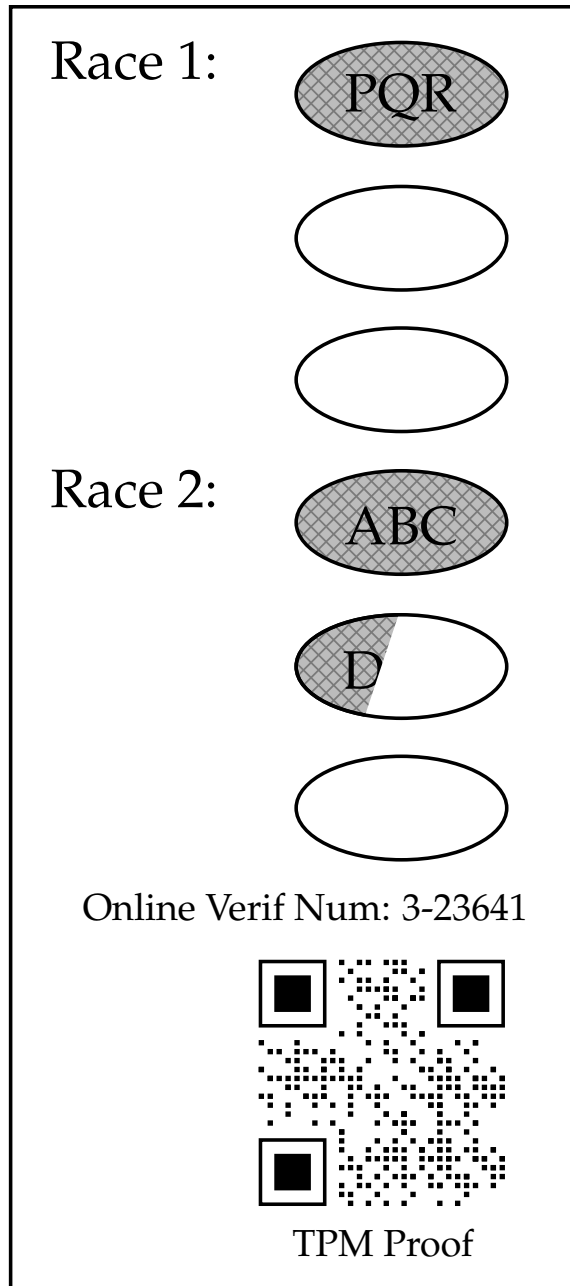 Race 1:
PQR
Race 2:
ABC
D
Online Verif Num: 3-23641
TPM Proof